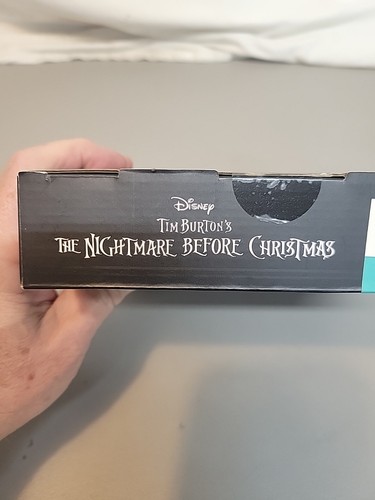 Disney
Tim Burton's
The Nightmare Before Christmas